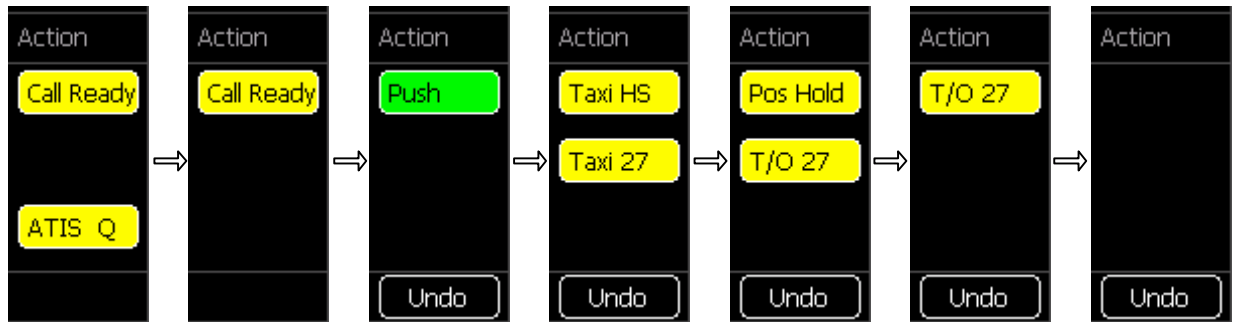 Action
Call Ready
ATIS Q
Action
Call Ready
Action
Push
Undo
Action
Taxi HS
Taxi 27
Undo
Action
Pos Hold
T/O 27
Undo
Action
T/O 27
Undo
Action
Undo